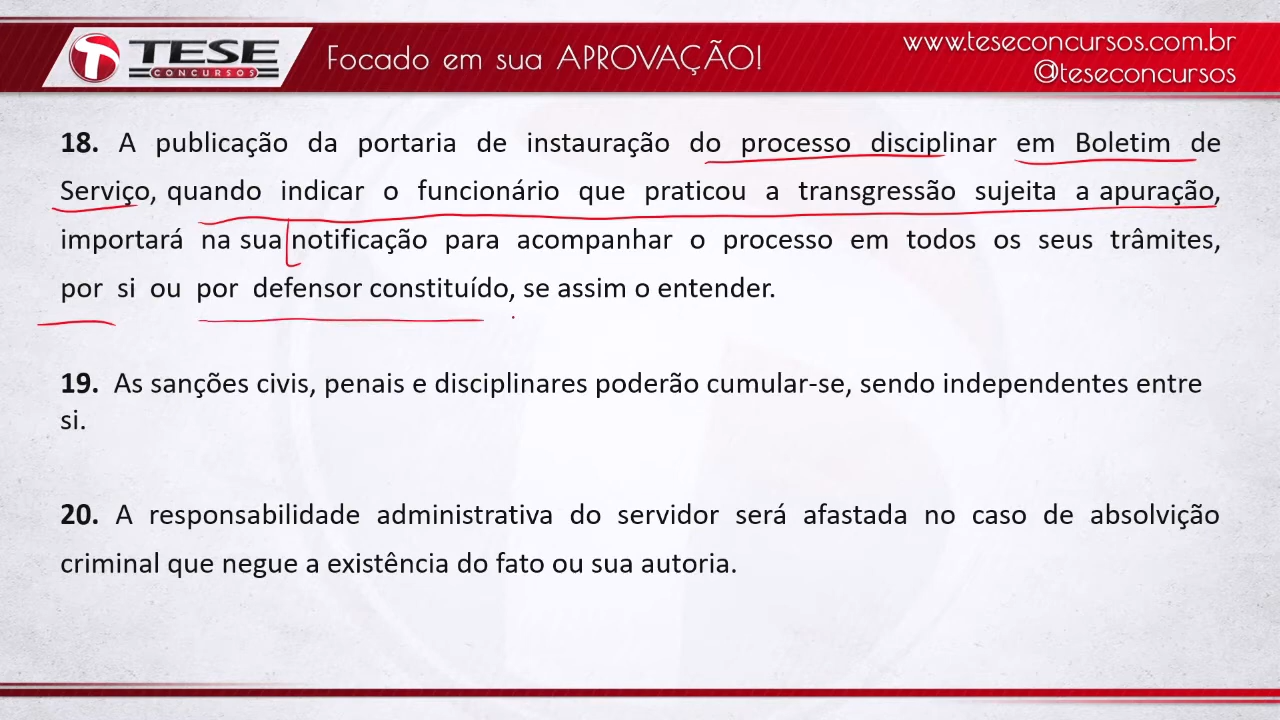 TESE
CONCURSOS
Focado em sua APROVAÇÃO!
www.teseconcursos.com.br
@teseconcursos
18. A publicação da portaria de instauração do processo disciplinar em Boletim de
Serviço, quando indicar o funcionário que praticou a transgressão sujeita a apuração,
importará na sua notificação para acompanhar o processo em todos os seus trâmites,
por si ou por defensor constituído, se assim o entender.
19. As sanções civis, penais e disciplinares poderão cumular-se, sendo independentes entre
si.
20. A responsabilidade administrativa do servidor será afastada no caso de absolvição
criminal que negue a existência do fato ou sua autoria.